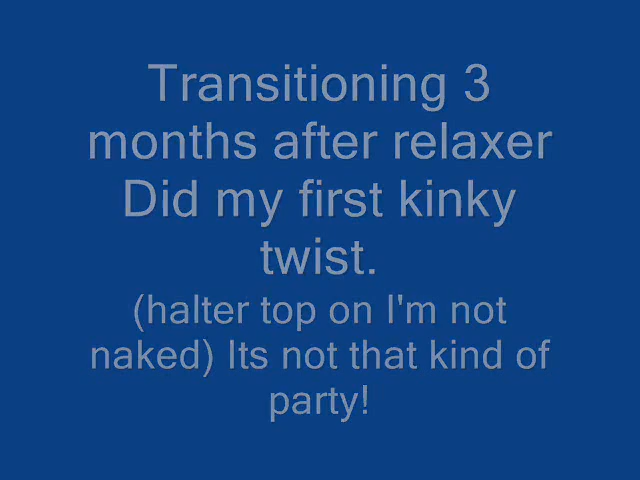 Transitioning 3
months after relaxer
Did my first kinky
twist.
(halter top on I'm not
naked) Its not that kind of
party!